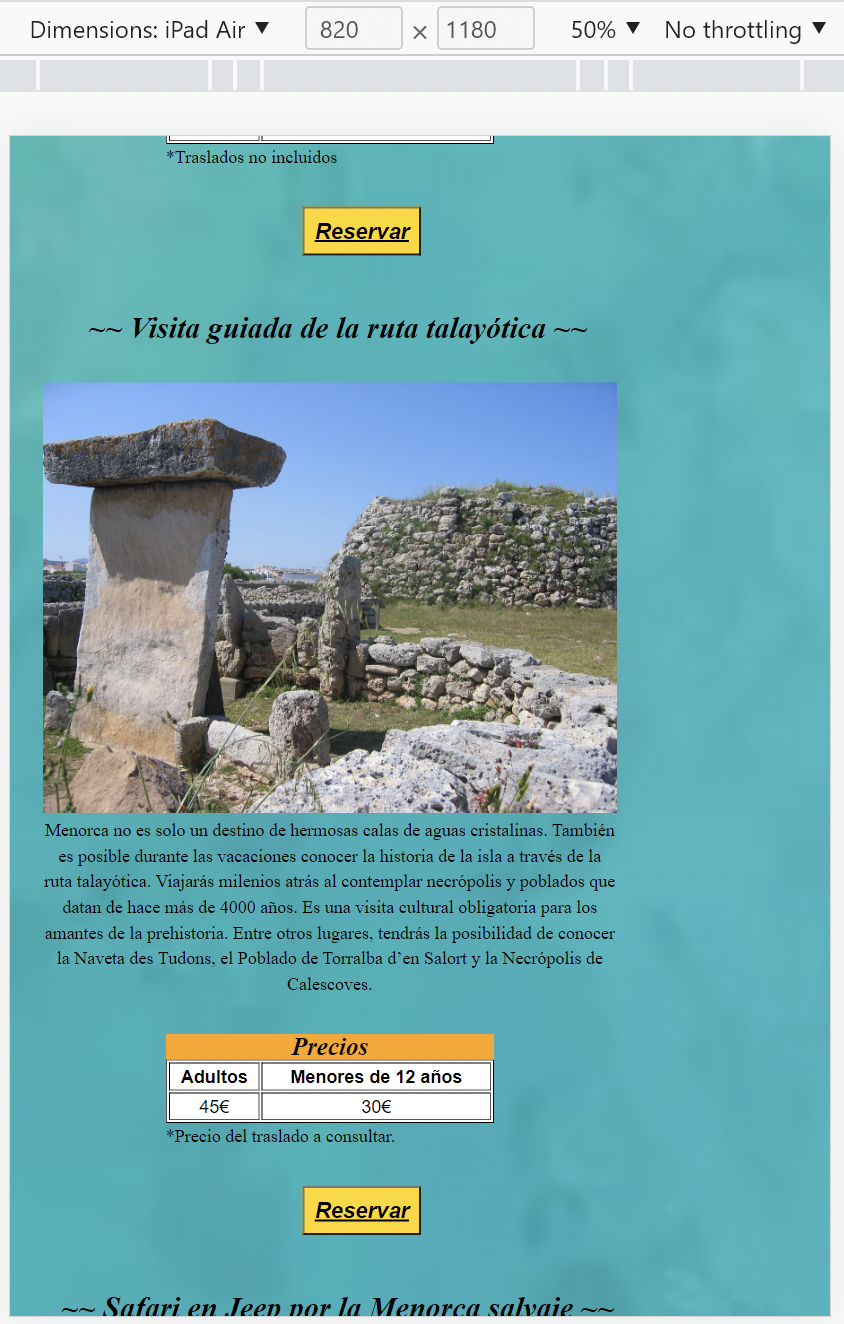 Dimensions: iPad Air ▼ 820 × 1180 50% ▼ No throttling ▼
*Traslados no incluidos
Reservar
~~ Visita guiada de la ruta talayótica ~~
Menorca no es solo un destino de hermosas calas de aguas cristalinas. También
es posible durante las vacaciones conocer la historia de la isla a través de la
ruta talayótica. Viajarás milenios atrás al contemplar necrópolis y poblados que
datan de hace más de 4000 años. Es una visita cultural obligatoria para los
amantes de la prehistoria. Entre otros lugares, tendrás la posibilidad de conocer
la Naveta des Tudons, el Poblado de Torralba d’en Salort y la Necrópolis de
Calescoves.
Precios
Adultos Menores de 12 años
45€ 30€
*Precio del traslado a consultar.
Reservar
~~ Safari en Jeep por la Menorca salvaje ~~